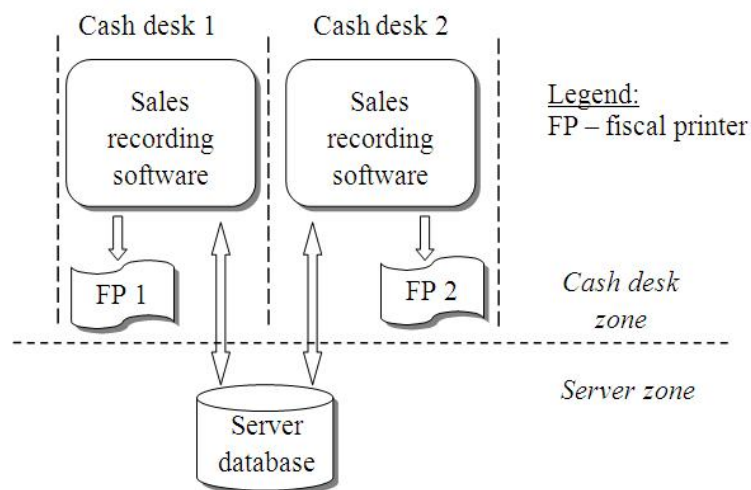 Cash desk 1
Cash desk 2
Sales
recording
software
Sales
recording
software
Legend:
FP – fiscal printer
FP 1
FP 2
Cash desk
zone
Server zone
Server
database